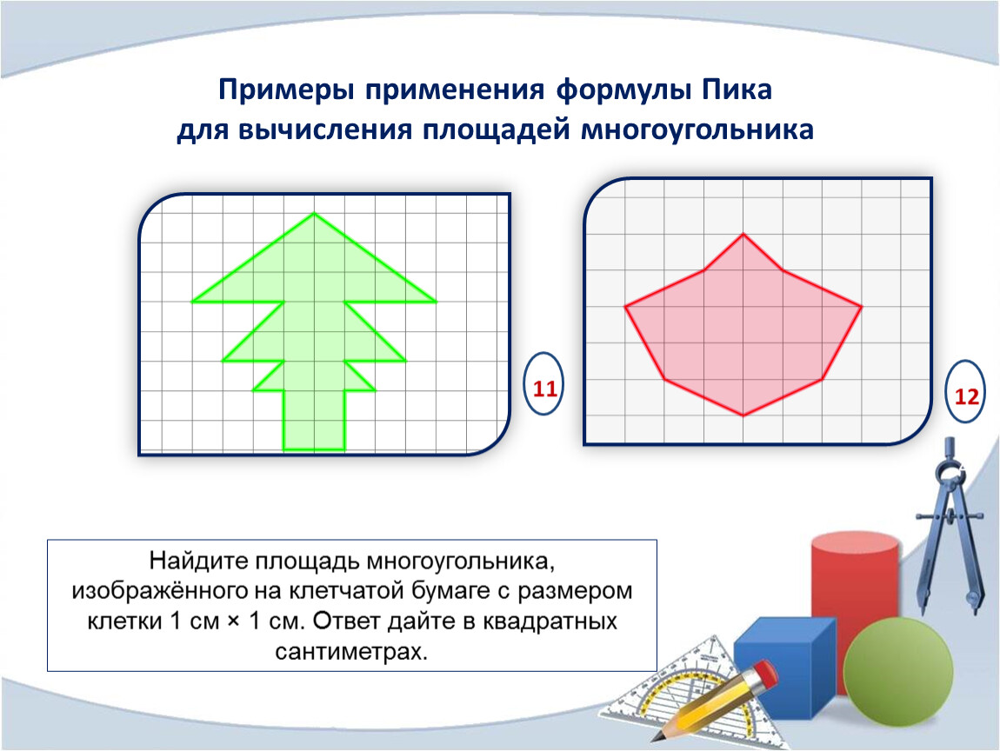 Примеры применения формулы Пика
для вычисления площадей многоугольника
11
12
Найдите площадь многоугольника,
изображённого на клетчатой бумаге с размером
клетки 1 см × 1 см. Ответ дайте в квадратных
сантиметрах.